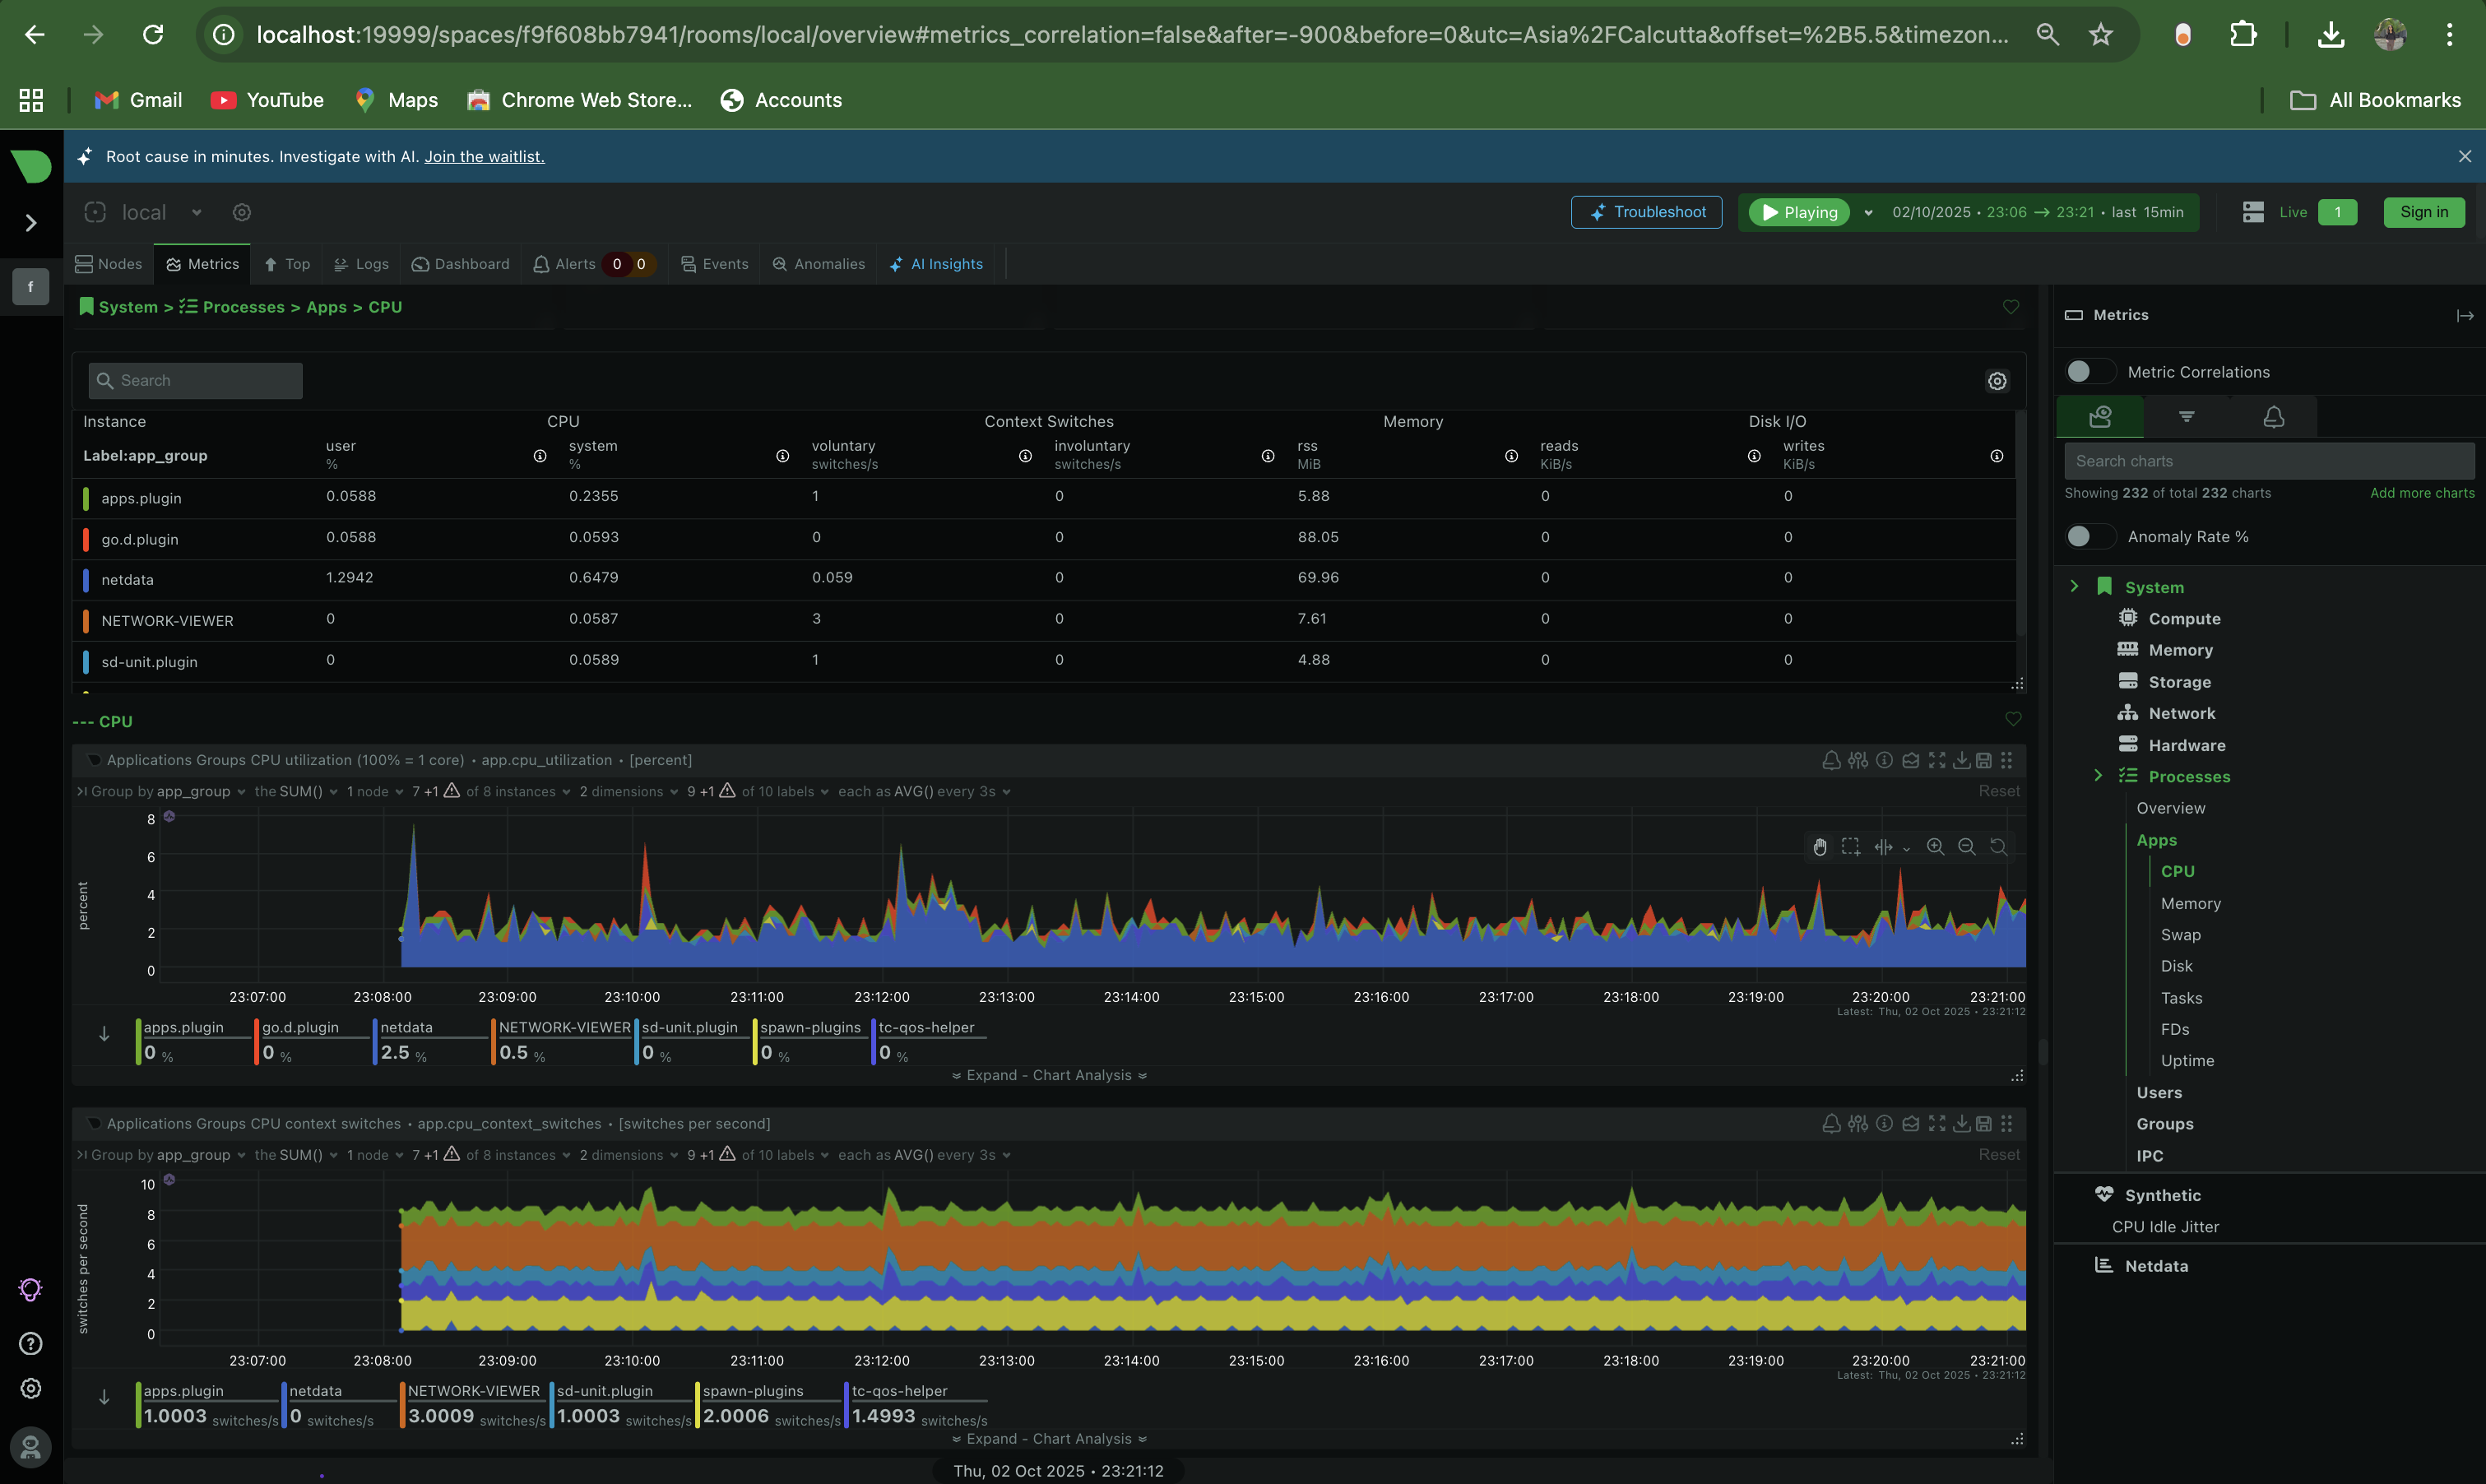 localhost:19999/spaces/f9f608bb7941/rooms/local/overview#metrics_correlation=false&after=-900&before=0&utc=Asia%2FCalcutta&offset=%2B5.5&timezon...
Gmail YouTube Maps Chrome Web Store... Accounts All Bookmarks
Root cause in minutes. Investigate with AI. Join the waitlist.
local Troubleshoot Playing 02/10/2025 • 23:06 → 23:21 • last 15min Live 1 Sign in
Nodes Metrics Top Logs Dashboard Alerts 0 0 Events Anomalies AI Insights
f
System > Processes > Apps > CPU
Search
Instance CPU Context Switches Memory Disk I/O
Label:app_group user % system % voluntary switches/s involuntary switches/s rss MiB reads KiB/s writes KiB/s
apps.plugin 0.0588 0.2355 1 0 5.88 0 0
go.d.plugin 0.0588 0.0593 0 0 88.05 0 0
netdata 1.2942 0.6479 0.059 0 69.96 0 0
NETWORK-VIEWER 0 0.0587 3 0 7.61 0 0
sd-unit.plugin 0 0.0589 1 0 4.88 0 0
--- CPU
Applications Groups CPU utilization (100% = 1 core) • app.cpu_utilization • [percent]
Group by app_group the SUM() 1 node 7 +1 of 8 instances 2 dimensions 9 +1 of 10 labels each as AVG() every 3s Reset
percent
8
6
4
2
0
23:07:00 23:08:00 23:09:00 23:10:00 23:11:00 23:12:00 23:13:00 23:14:00 23:15:00 23:16:00 23:17:00 23:18:00 23:19:00 23:20:00 23:21:00
Latest: Thu, 02 Oct 2025 • 23:21:12
apps.plugin go.d.plugin netdata NETWORK-VIEWER sd-unit.plugin spawn-plugins tc-qos-helper
0 % 0 % 2.5 % 0.5 % 0 % 0 % 0 %
Expand - Chart Analysis
Applications Groups CPU context switches • app.cpu_context_switches • [switches per second]
Group by app_group the SUM() 1 node 7 +1 of 8 instances 2 dimensions 9 +1 of 10 labels each as AVG() every 3s Reset
switches per second
10
8
6
4
2
0
23:07:00 23:08:00 23:09:00 23:10:00 23:11:00 23:12:00 23:13:00 23:14:00 23:15:00 23:16:00 23:17:00 23:18:00 23:19:00 23:20:00 23:21:00
Latest: Thu, 02 Oct 2025 • 23:21:12
apps.plugin netdata NETWORK-VIEWER sd-unit.plugin spawn-plugins tc-qos-helper
1.0003 switches/s 0 switches/s 3.0009 switches/s 1.0003 switches/s 2.0006 switches/s 1.4993 switches/s
Expand - Chart Analysis
Thu, 02 Oct 2025 • 23:21:12
Metrics
Metric Correlations
Search charts
Showing 232 of total 232 charts Add more charts
Anomaly Rate %
System
Compute
Memory
Storage
Network
Hardware
Processes
Overview
Apps
CPU
Memory
Swap
Disk
Tasks
FDs
Uptime
Users
Groups
IPC
Synthetic
CPU Idle Jitter
Netdata